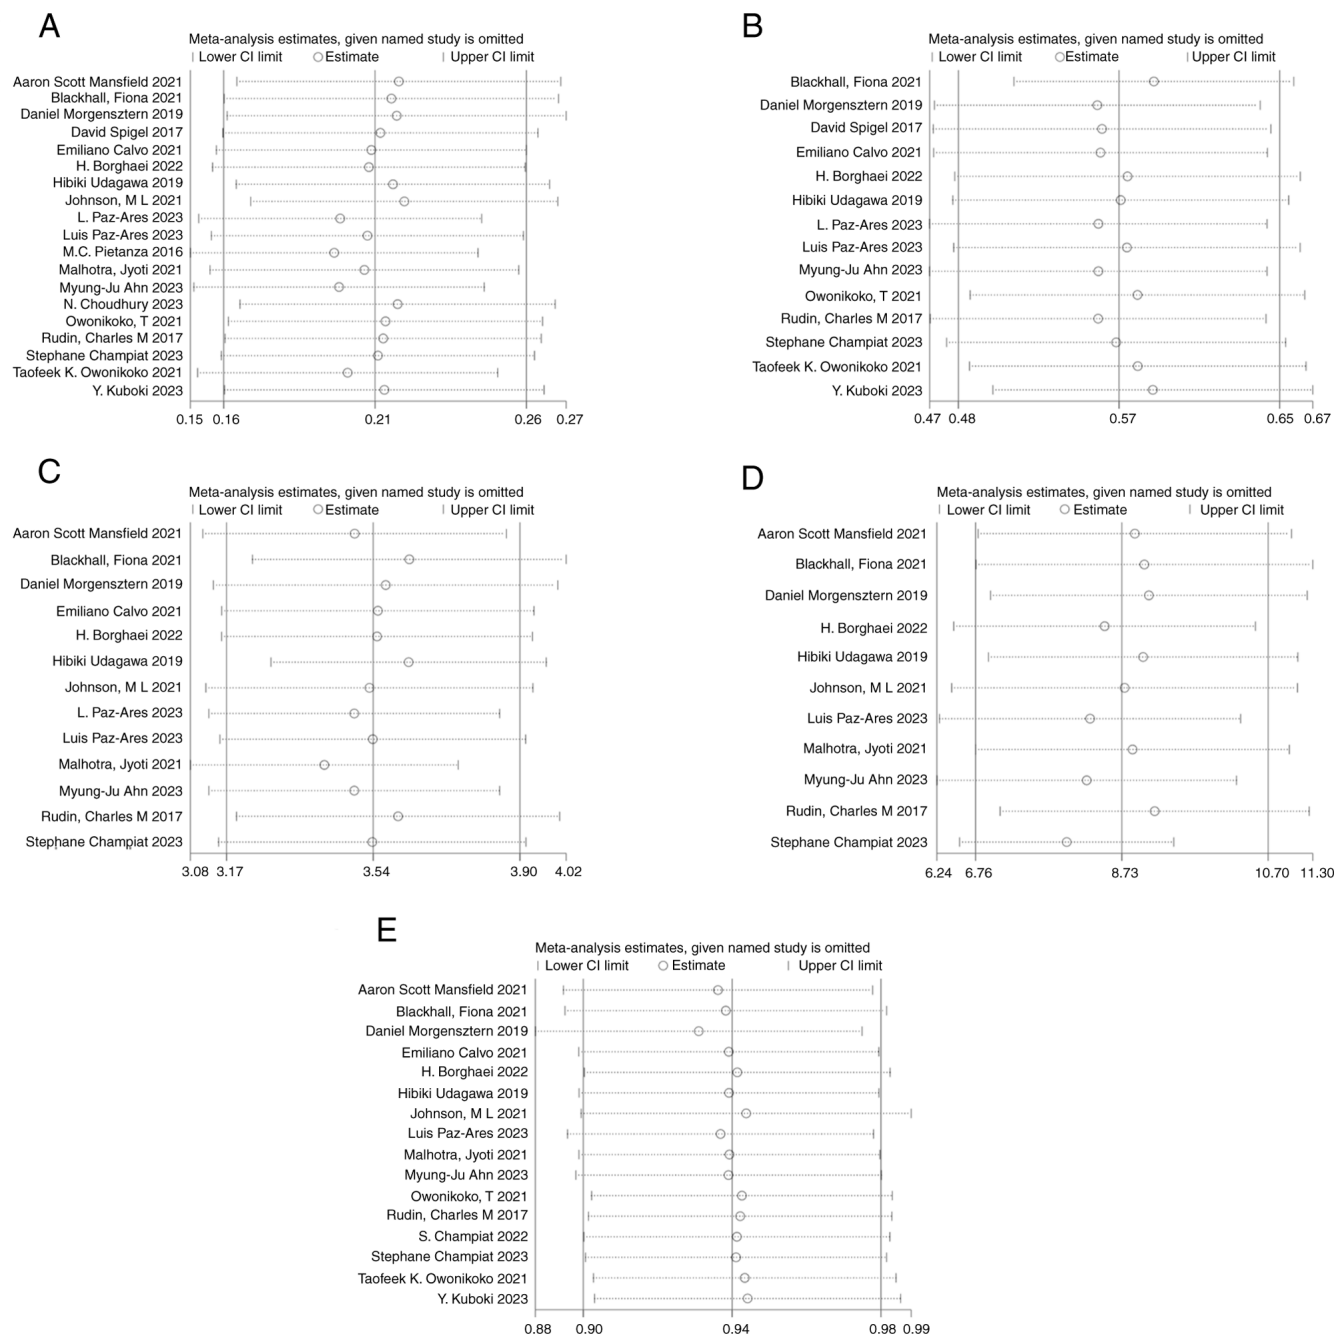 A
Meta-analysis estimates, given named study is omitted
Lower CI limit Estimate Upper CI limit
Aaron Scott Mansfield 2021
Blackhall, Fiona 2021
Daniel Morgensztern 2019
David Spigel 2017
Emiliano Calvo 2021
H. Borghaei 2022
Hibiki Udagawa 2019
Johnson, M L 2021
L. Paz-Ares 2023
Luis Paz-Ares 2023
M.C. Pietanza 2016
Malhotra, Jyoti 2021
Myung-Ju Ahn 2023
N. Choudhury 2023
Owonikoko, T 2021
Rudin, Charles M 2017
Stephane Champiat 2023
Taofeek K. Owonikoko 2021
Y. Kuboki 2023
0.15 0.16 0.21 0.26 0.27
B
Meta-analysis estimates, given named study is omitted
Lower CI limit Estimate Upper CI limit
Blackhall, Fiona 2021
Daniel Morgensztern 2019
David Spigel 2017
Emiliano Calvo 2021
H. Borghaei 2022
Hibiki Udagawa 2019
L. Paz-Ares 2023
Luis Paz-Ares 2023
Myung-Ju Ahn 2023
Owonikoko, T 2021
Rudin, Charles M 2017
Stephane Champiat 2023
Taofeek K. Owonikoko 2021
Y. Kuboki 2023
0.47 0.48 0.57 0.65 0.67
C
Meta-analysis estimates, given named study is omitted
Lower CI limit Estimate Upper CI limit
Aaron Scott Mansfield 2021
Blackhall, Fiona 2021
Daniel Morgensztern 2019
Emiliano Calvo 2021
H. Borghaei 2022
Hibiki Udagawa 2019
Johnson, M L 2021
L. Paz-Ares 2023
Luis Paz-Ares 2023
Malhotra, Jyoti 2021
Myung-Ju Ahn 2023
Rudin, Charles M 2017
Stephane Champiat 2023
3.08 3.17 3.54 3.90 4.02
D
Meta-analysis estimates, given named study is omitted
Lower CI limit Estimate Upper CI limit
Aaron Scott Mansfield 2021
Blackhall, Fiona 2021
Daniel Morgensztern 2019
H. Borghaei 2022
Hibiki Udagawa 2019
Johnson, M L 2021
Luis Paz-Ares 2023
Malhotra, Jyoti 2021
Myung-Ju Ahn 2023
Rudin, Charles M 2017
Stephane Champiat 2023
6.24 6.76 8.73 10.70 11.30
E
Meta-analysis estimates, given named study is omitted
Lower CI limit Estimate Upper CI limit
Aaron Scott Mansfield 2021
Blackhall, Fiona 2021
Daniel Morgensztern 2019
Emiliano Calvo 2021
H. Borghaei 2022
Hibiki Udagawa 2019
Johnson, M L 2021
Luis Paz-Ares 2023
Malhotra, Jyoti 2021
Myung-Ju Ahn 2023
Owonikoko, T 2021
Rudin, Charles M 2017
S. Champiat 2022
Stephane Champiat 2023
Taofeek K. Owonikoko 2021
Y. Kuboki 2023
0.88 0.90 0.94 0.98 0.99